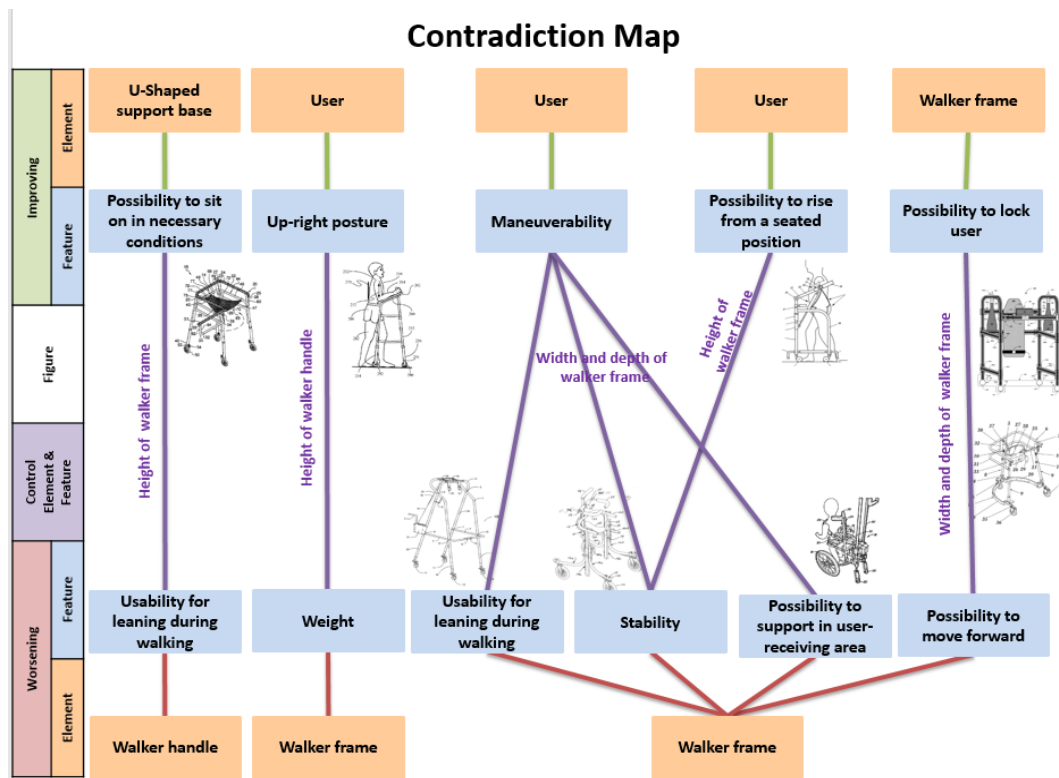 Contradiction Map
Improving
Element
U-Shaped
support base
User
User
User
Walker frame
Feature
Possibility to sit
on in necessary
conditions
Up-right posture
Maneuverability
Possibility to rise
from a seated
position
Possibility to lock
user
Figure
Control
Element &
Feature
Height of walker frame
Height of walker handle
Width and depth of
walker frame
Height of
walker frame
Width and depth of walker frame
Worsening
Feature
Usability for
leaning during
walking
Weight
Usability for
leaning during
walking
Stability
Possibility to
support in user-
receiving area
Possibility to
move forward
Element
Walker handle
Walker frame
Walker frame